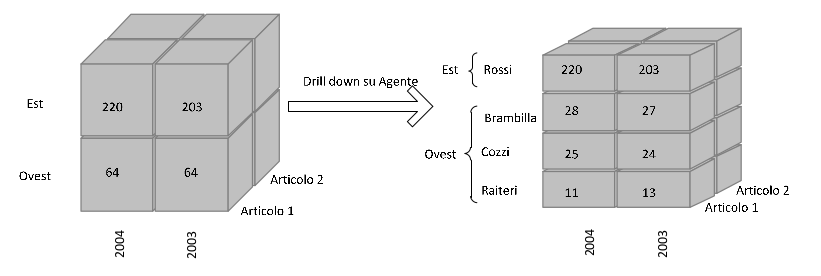 Est
220
203
Ovest
64
64
Articolo 2
Articolo 1
2004
2003
Drill down su Agente
Est
Rossi
220
203
Ovest
Brambilla
28
27
Cozzi
25
24
Raiteri
11
13
Articolo 2
Articolo 1
2004
2003